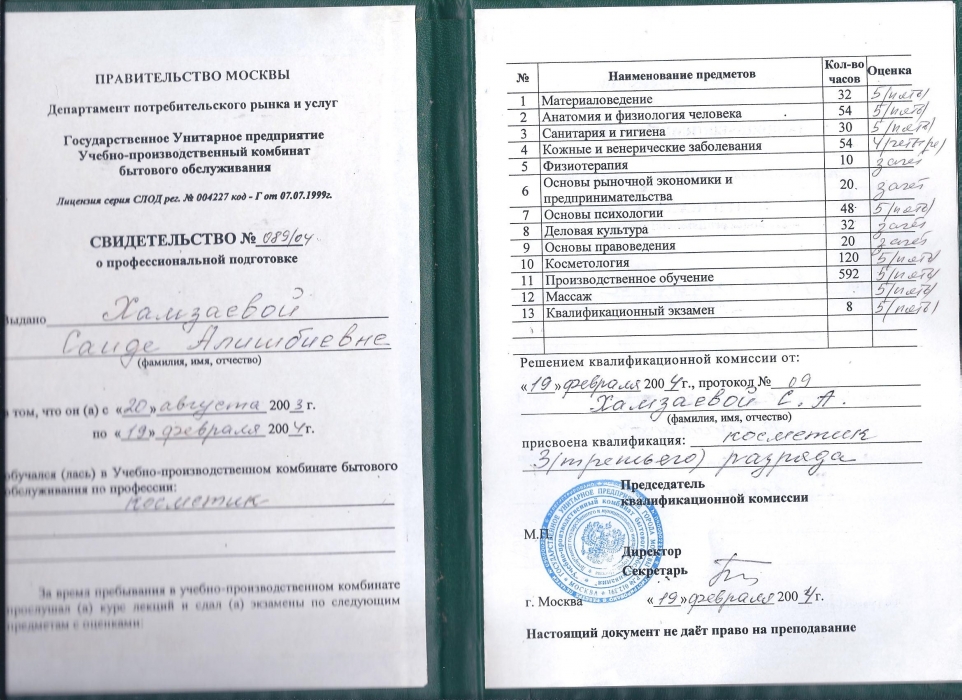 ПРАВИТЕЛЬСТВО МОСКВЫ
Департамент потребительского рынка и услуг
Государственное Унитарное предприятие
Учебно-производственный комбинат
бытового обслуживания
Лицензия серия СЛОД рег. № 004227 код - Г от 07.07.1999г.
СВИДЕТЕЛЬСТВО № 089/04
о профессиональной подготовке
Выдано Хамзаевой
Саиде Алишбиевне
(фамилия, имя, отчество)
в том, что он (а) с «20» августа 2003 г.
по «19» февраля 2004г.
обучался (лась) в Учебно-производственном комбинате бытового
обслуживания по профессии:
косметик
За время пребывания в учебно-производственном комбинате
прослушал (а) курс лекций и сдал (а) экзамены по следующим
предметам с оценками:
№ Наименование предметов Кол-во часов Оценка
1 Материаловедение 32 5/пять/
2 Анатомия и физиология человека 54 5/пять/
3 Санитария и гигиена 30 5/пять/
4 Кожные и венерические заболевания 54 4/четыре/
5 Физиотерапия 10 зачет
6 Основы рыночной экономики и предпринимательства 20. зачет
7 Основы психологии 48 5/пять/
8 Деловая культура 32 зачет
9 Основы правоведения 20 зачет
10 Косметология 120 5/пять/
11 Производственное обучение 592 5/пять/
12 Массаж 5/пять/
13 Квалификационный экзамен 8 5/пять/
Решением квалификационной комиссии от:
«19» февраля 2004г., протокол № 09
Хамзаевой С. А.
(фамилия, имя, отчество)
присвоена квалификация: косметик
3/третьего) разряда
Председатель
квалификационной комиссии
М.П
Директор
Секретарь
г. Москва «19» февраля 2004г.
Настоящий документ не даёт право на преподавание